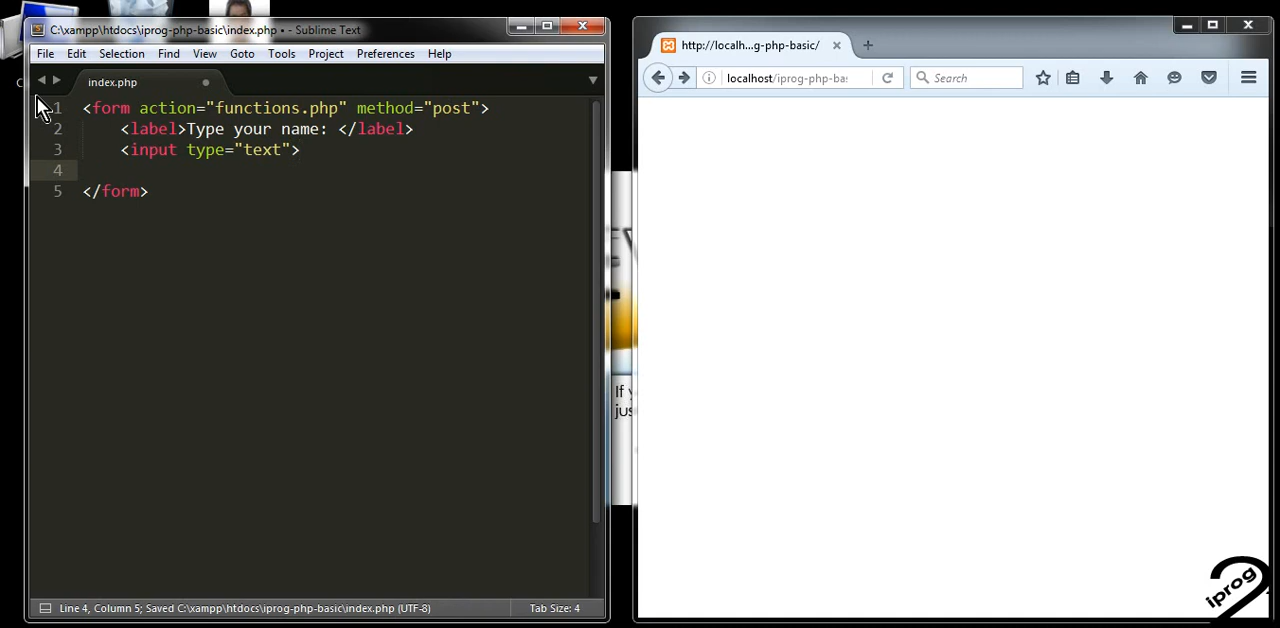 C:\xampp\htdocs\iprog-php-basic\index.php • - Sublime Text
File Edit Selection Find View Goto Tools Project Preferences Help
index.php
1 <form action="functions.php" method="post">
2 <label>Type your name: </label>
3 <input type="text">
4
5 </form>
Line 4, Column 5; Saved C:\xampp\htdocs\iprog-php-basic\index.php (UTF-8) Tab Size: 4
If
jus
http://localh...g-php-basic/
localhost/iprog-php-bas
Search
iprog